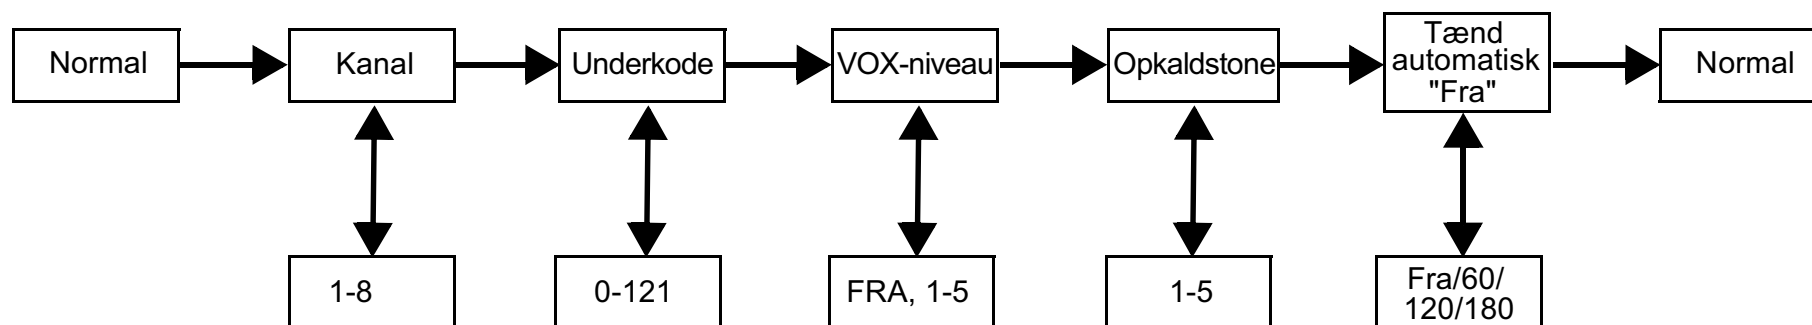 Normal
Kanal
Underkode
VOX-niveau
Opkaldstone
Tænd
automatisk
"Fra"
Normal
1-8
0-121
FRA, 1-5
1-5
Fra/60/
120/180